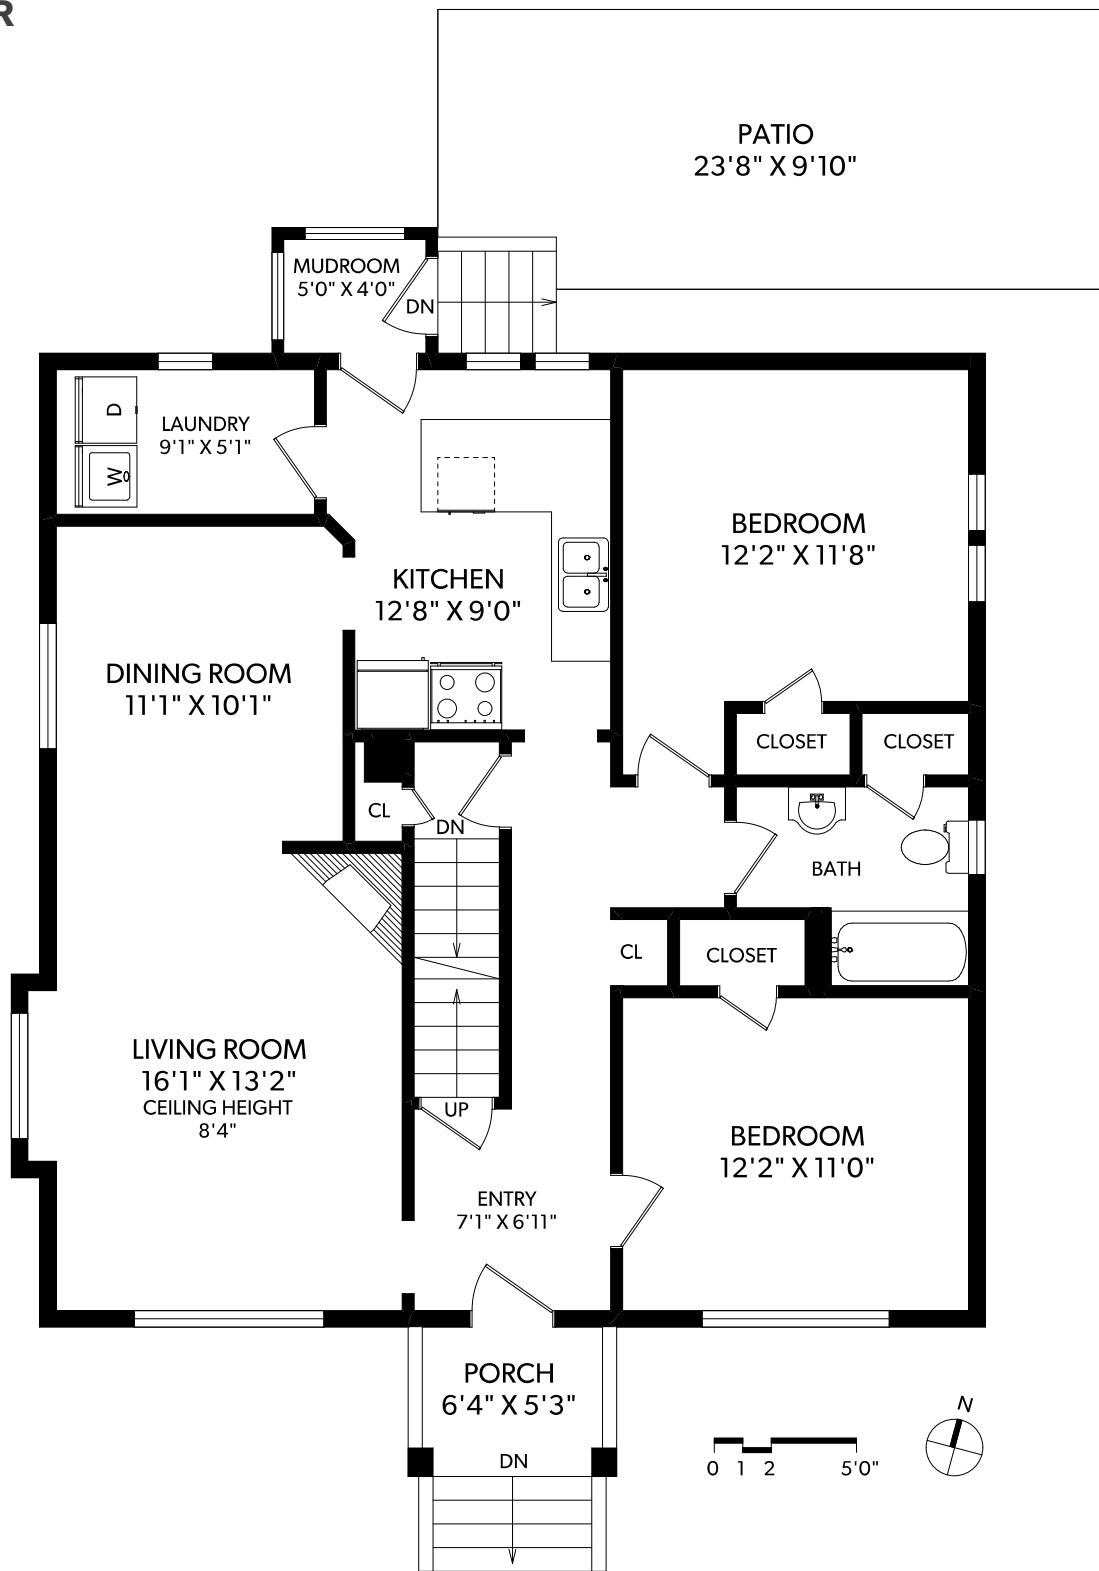 R
PATIO
23'8" X 9'10"
MUDROOM
5'0" X 4'0"
DN
D
W
LAUNDRY
9'1" X 5'1"
BEDROOM
12'2" X 11'8"
KITCHEN
12'8" X 9'0"
DINING ROOM
11'1" X 10'1"
CLOSET
CLOSET
CL
DN
BATH
CL
CLOSET
LIVING ROOM
16'1" X 13'2"
CEILING HEIGHT
8'4"
UP
BEDROOM
12'2" X 11'0"
ENTRY
7'1" X 6'11"
PORCH
6'4" X 5'3"
DN
N
0 1 2 5'0"